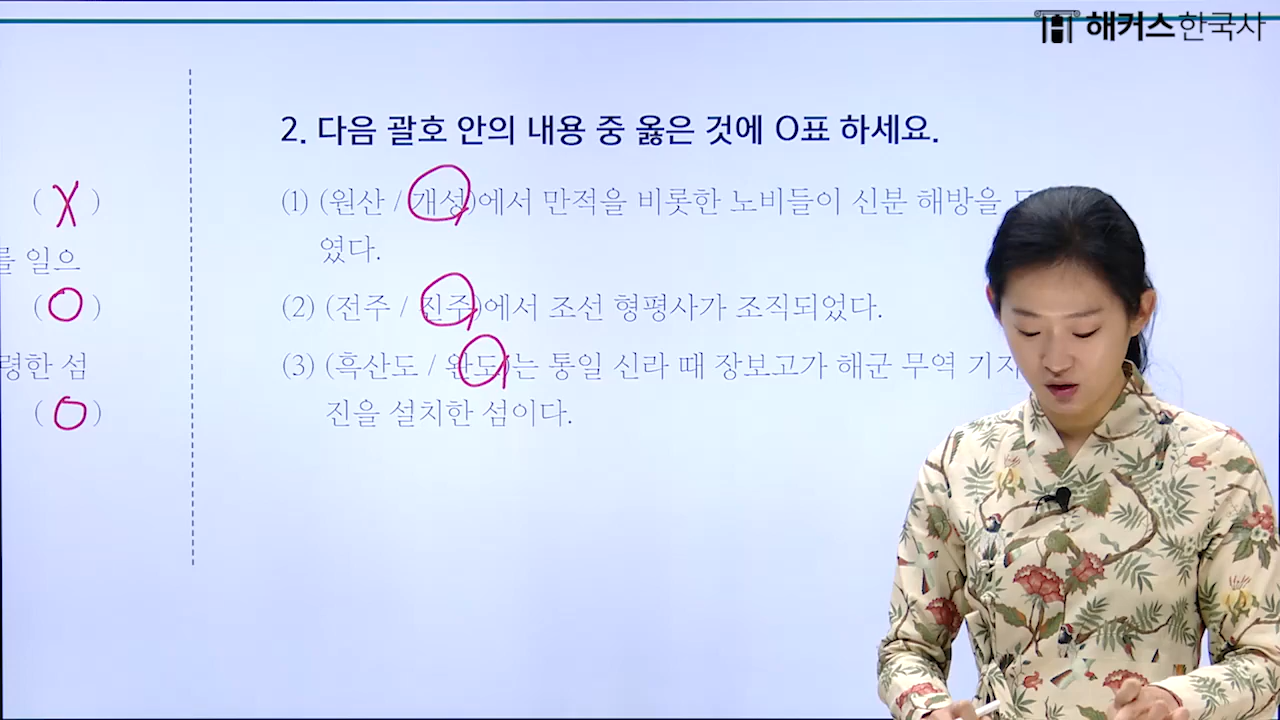 해커스한국사
2. 다음 괄호 안의 내용 중 옳은 것에 O표 하세요.
( X )
(1) (원산 / 개성)에서 만적을 비롯한 노비들이 신분 해방을
를 일으
였다.
( O )
(2) (전주 / 진주)에서 조선 형평사가 조직되었다.
령한 섬
(3) (흑산도 / 완도)는 통일 신라 때 장보고가 해군 무역
( O )
진을 설치한 섬이다.